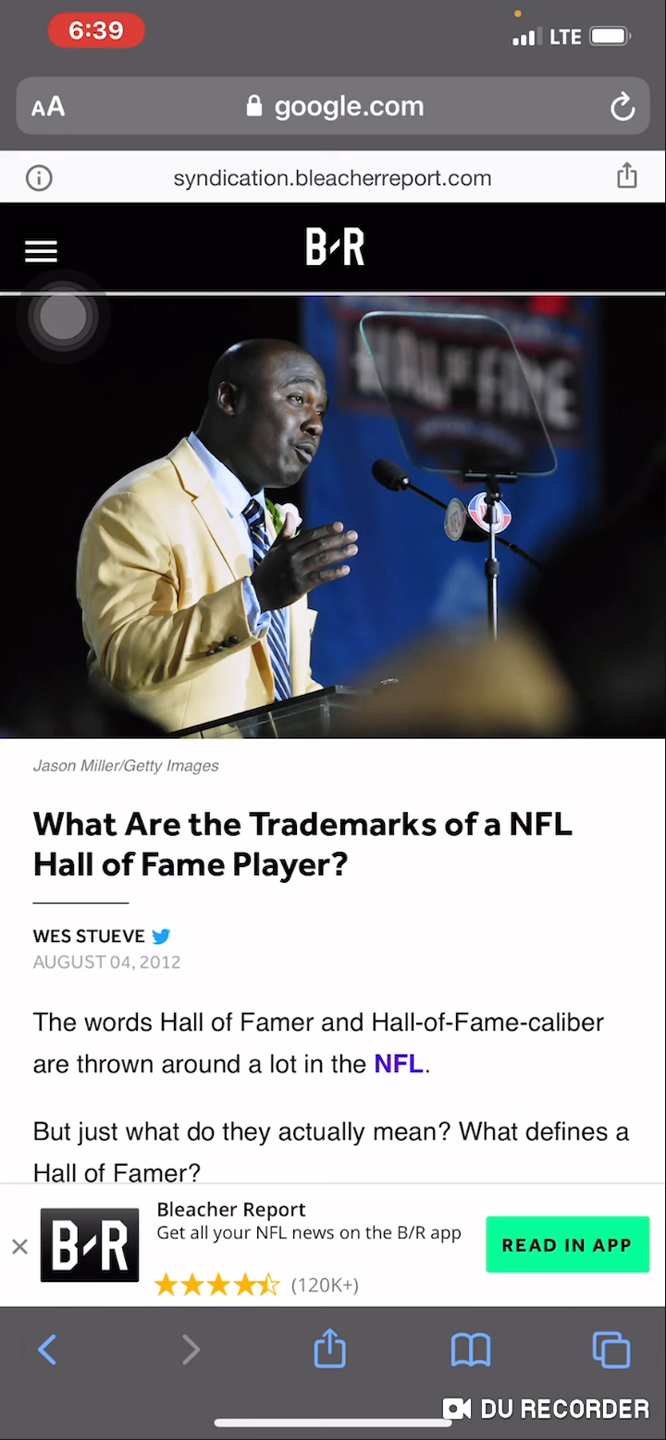 6:39
LTE
AA google.com
syndication.bleacherreport.com
B/R
HALL OF FAME
Jason Miller/Getty Images
What Are the Trademarks of a NFL
Hall of Fame Player?
WES STUEVE
AUGUST 04, 2012
The words Hall of Famer and Hall-of-Fame-caliber
are thrown around a lot in the NFL.
But just what do they actually mean? What defines a
Hall of Famer?
B/R
Bleacher Report
Get all your NFL news on the B/R app
(120K+)
READ IN APP
DU RECORDER